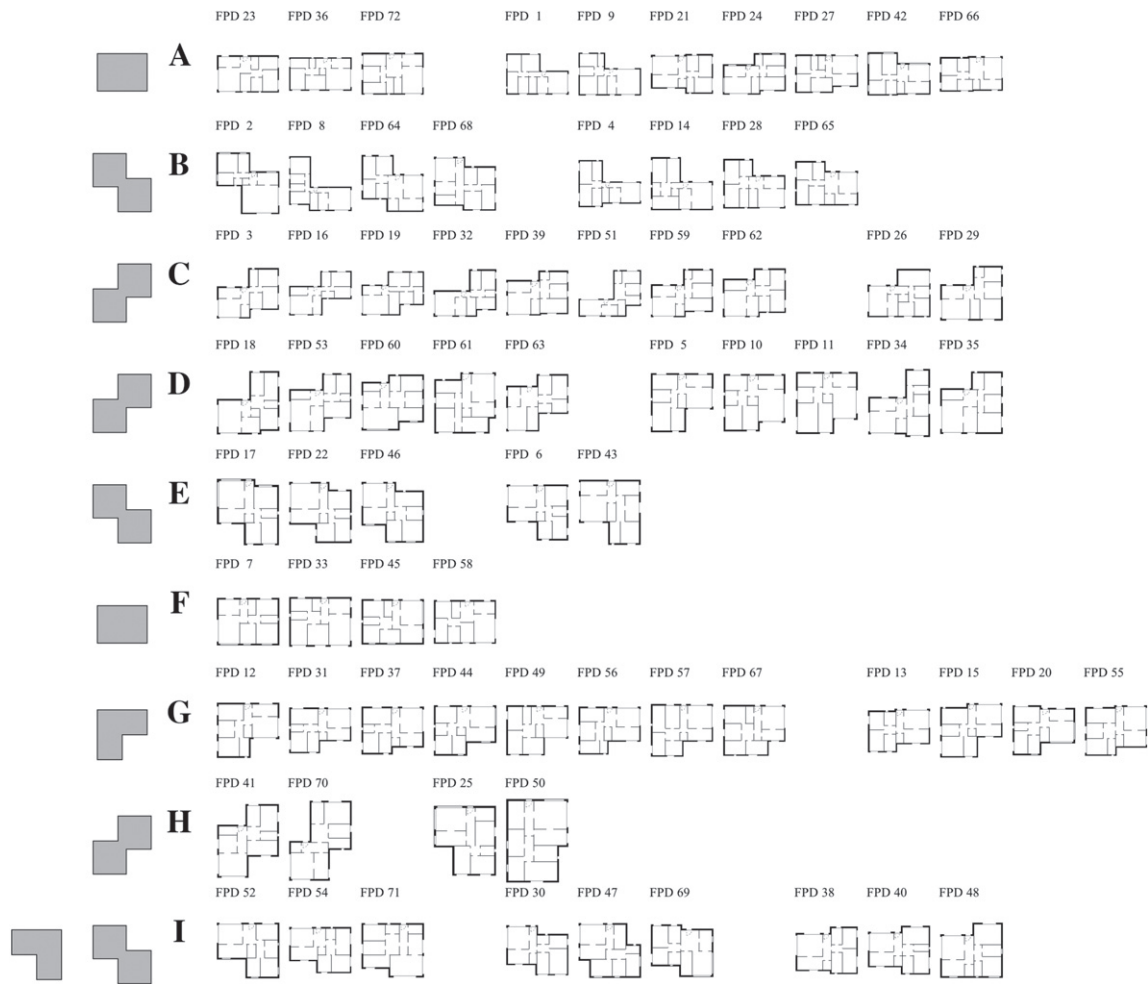 FPD 23 FPD 36 FPD 72 FPD 1 FPD 9 FPD 21 FPD 24 FPD 27 FPD 42 FPD 66
A
FPD 2 FPD 8 FPD 64 FPD 68 FPD 4 FPD 14 FPD 28 FPD 65
B
FPD 3 FPD 16 FPD 19 FPD 32 FPD 39 FPD 51 FPD 59 FPD 62 FPD 26 FPD 29
C
FPD 18 FPD 53 FPD 60 FPD 61 FPD 63 FPD 5 FPD 10 FPD 11 FPD 34 FPD 35
D
FPD 17 FPD 22 FPD 46 FPD 6 FPD 43
E
FPD 7 FPD 33 FPD 45 FPD 58
F
FPD 12 FPD 31 FPD 37 FPD 44 FPD 49 FPD 56 FPD 57 FPD 67 FPD 13 FPD 15 FPD 20 FPD 55
G
FPD 41 FPD 70 FPD 25 FPD 50
H
FPD 52 FPD 54 FPD 71 FPD 30 FPD 47 FPD 69 FPD 38 FPD 40 FPD 48
I